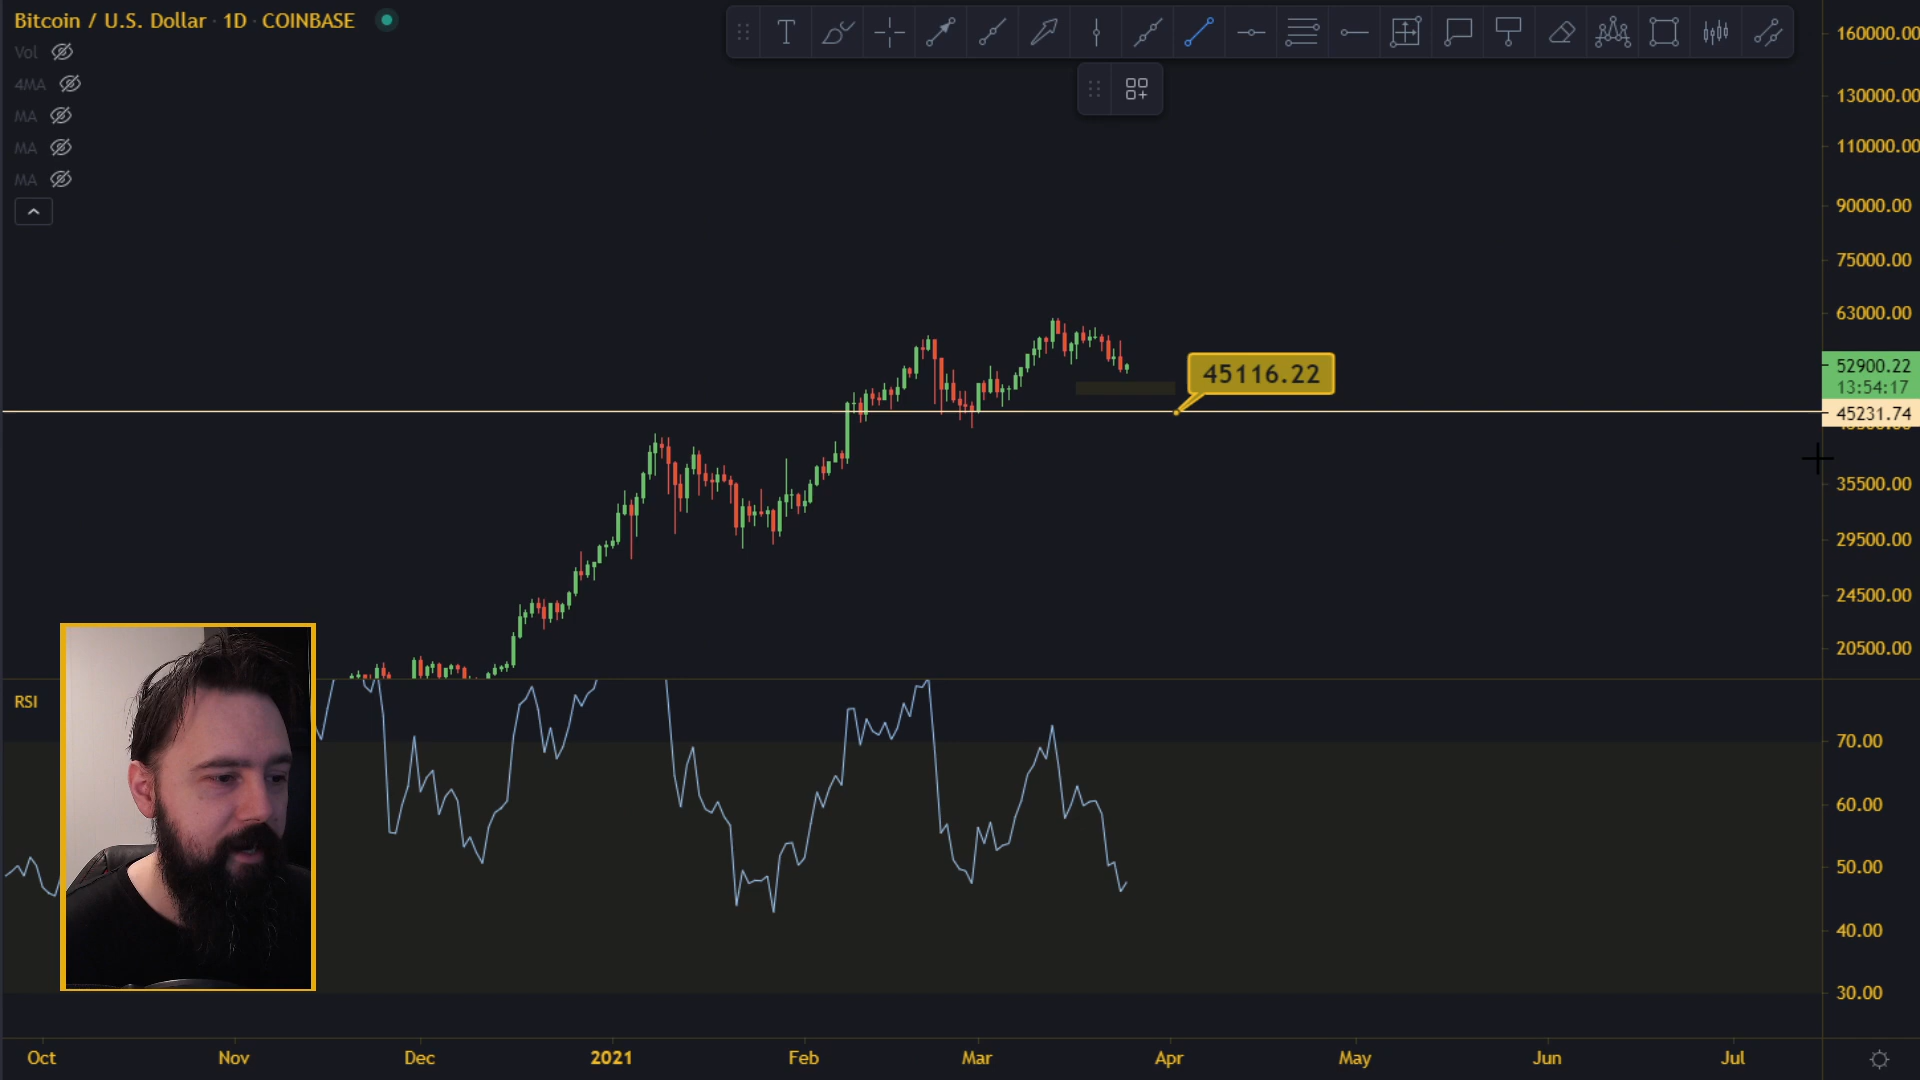 Bitcoin / U.S. Dollar · 1D · COINBASE
Vol
4MA
MA
MA
MA
160000.00
130000.00
110000.00
90000.00
75000.00
63000.00
52900.22
13:54:17
45116.22
45231.74
35500.00
29500.00
24500.00
20500.00
RSI
70.00
60.00
50.00
40.00
30.00
Oct Nov Dec 2021 Feb Mar Apr May Jun Jul